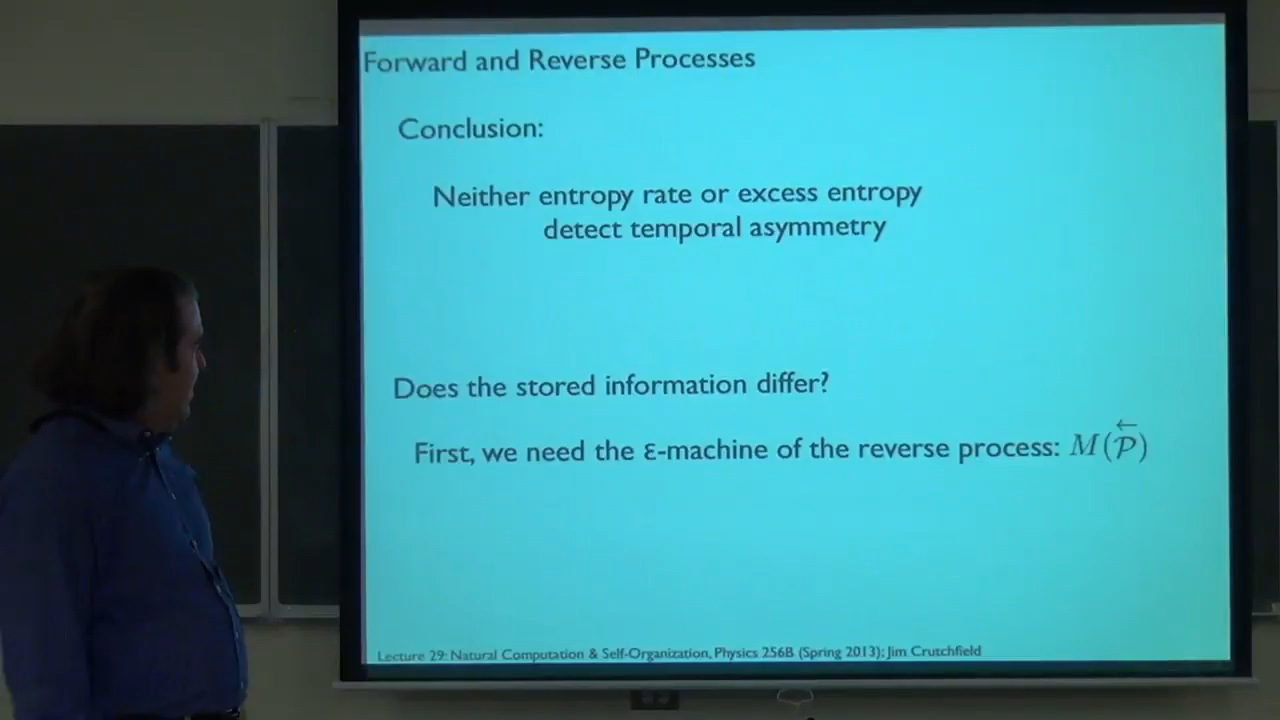 Forward and Reverse Processes
Conclusion:
Neither entropy rate or excess entropy
detect temporal asymmetry
Does the stored information differ?
First, we need the ε-machine of the reverse process: M(𝒫⃖)
Lecture 29: Natural Computation & Self-Organization, Physics 256B (Spring 2013); Jim Crutchfield